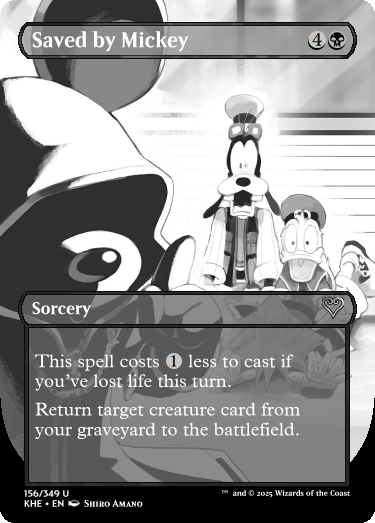 Saved by Mickey 4
Sorcery
This spell costs 1 less to cast if
you've lost life this turn.
Return target creature card from
your graveyard to the battlefield.
156/349 U
KHE • EN Shiro Amano ™ and © 2025 Wizards of the Coast